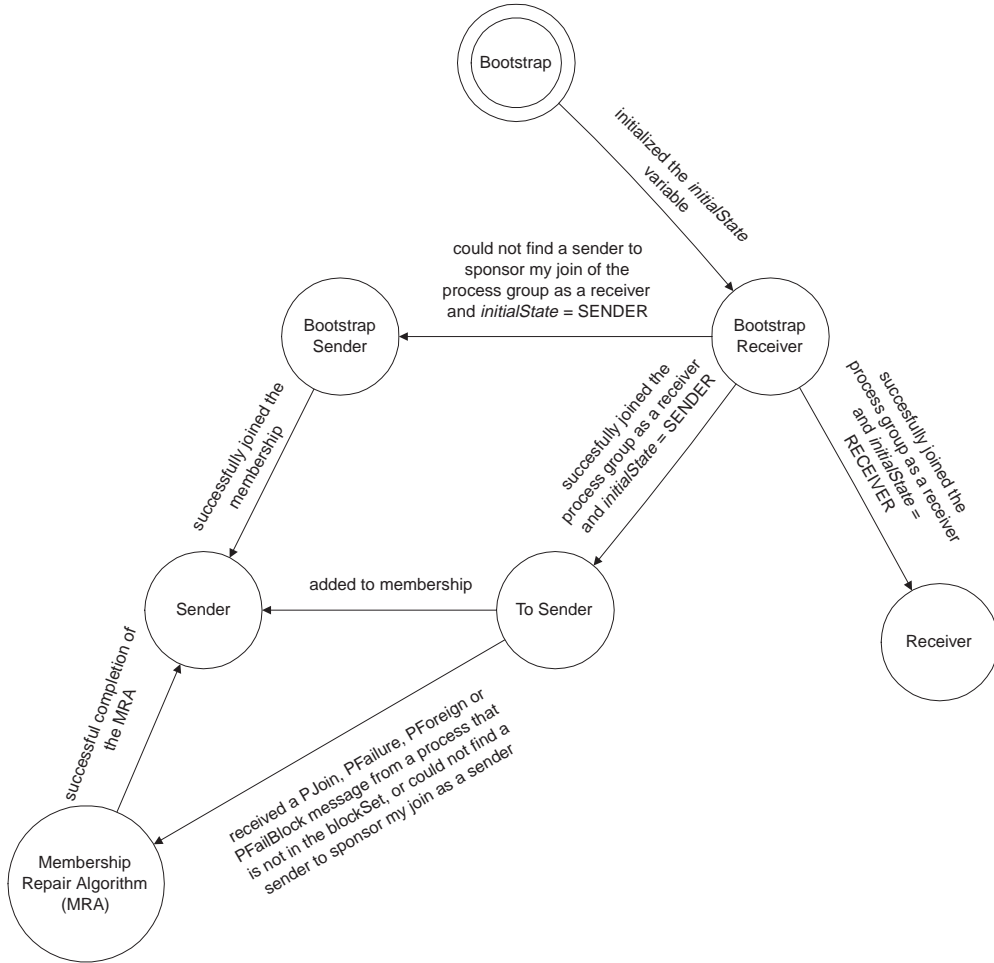 Bootstrap
initialized the initialState
variable
could not find a sender to
sponsor my join of the
process group as a receiver
and initialState = SENDER
Bootstrap
Sender
Bootstrap
Receiver
successfully joined the
membership
succesfully joined the
process group as a receiver
and initialState = SENDER
succesfully joined the
process group as a receiver
and initialState =
RECEIVER
Sender
added to membership
To Sender
Receiver
successful completion of
the MRA
received a PJoin, PFailure, PForeign or
PFailBlock message from a process that
is not in the blockSet, or could not find a
sender to sponsor my join as a sender
Membership
Repair Algorithm
(MRA)